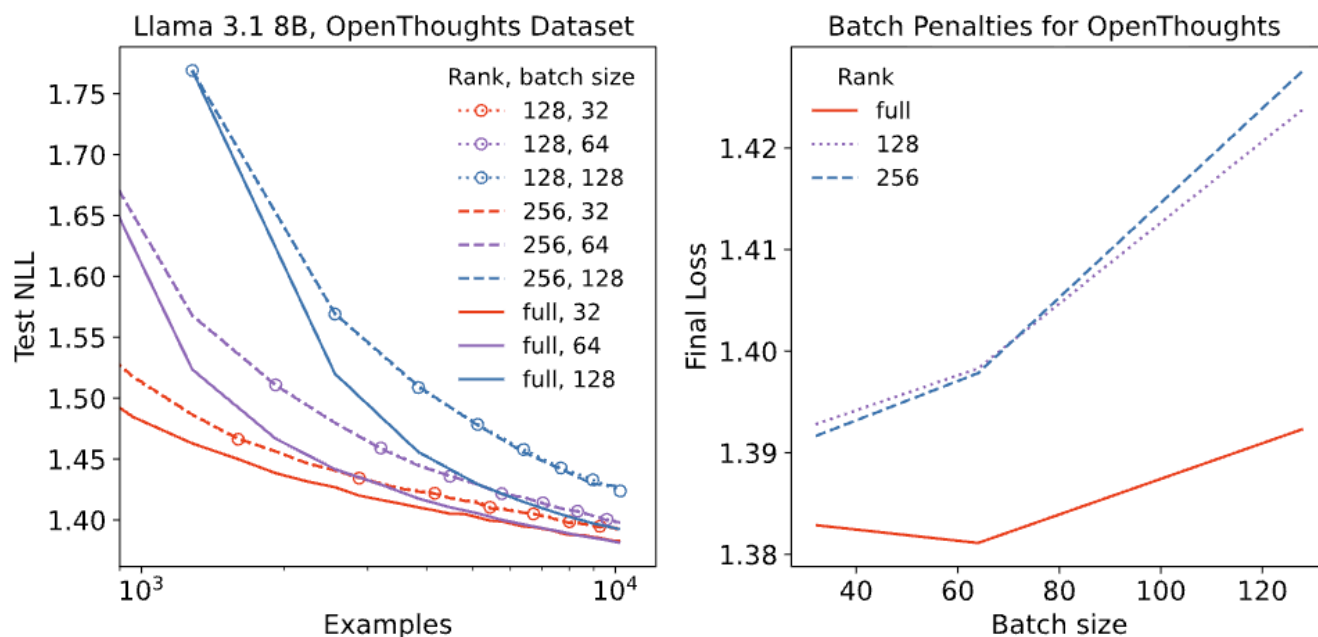 Llama 3.1 8B, OpenThoughts Dataset
Test NLL
1.75
1.70
1.65
1.60
1.55
1.50
1.45
1.40
Rank, batch size
128, 32
128, 64
128, 128
256, 32
256, 64
256, 128
full, 32
full, 64
full, 128
10³
10⁴
Examples
Batch Penalties for OpenThoughts
Final Loss
1.42
1.41
1.40
1.39
1.38
Rank
full
128
256
40
60
80
100
120
Batch size